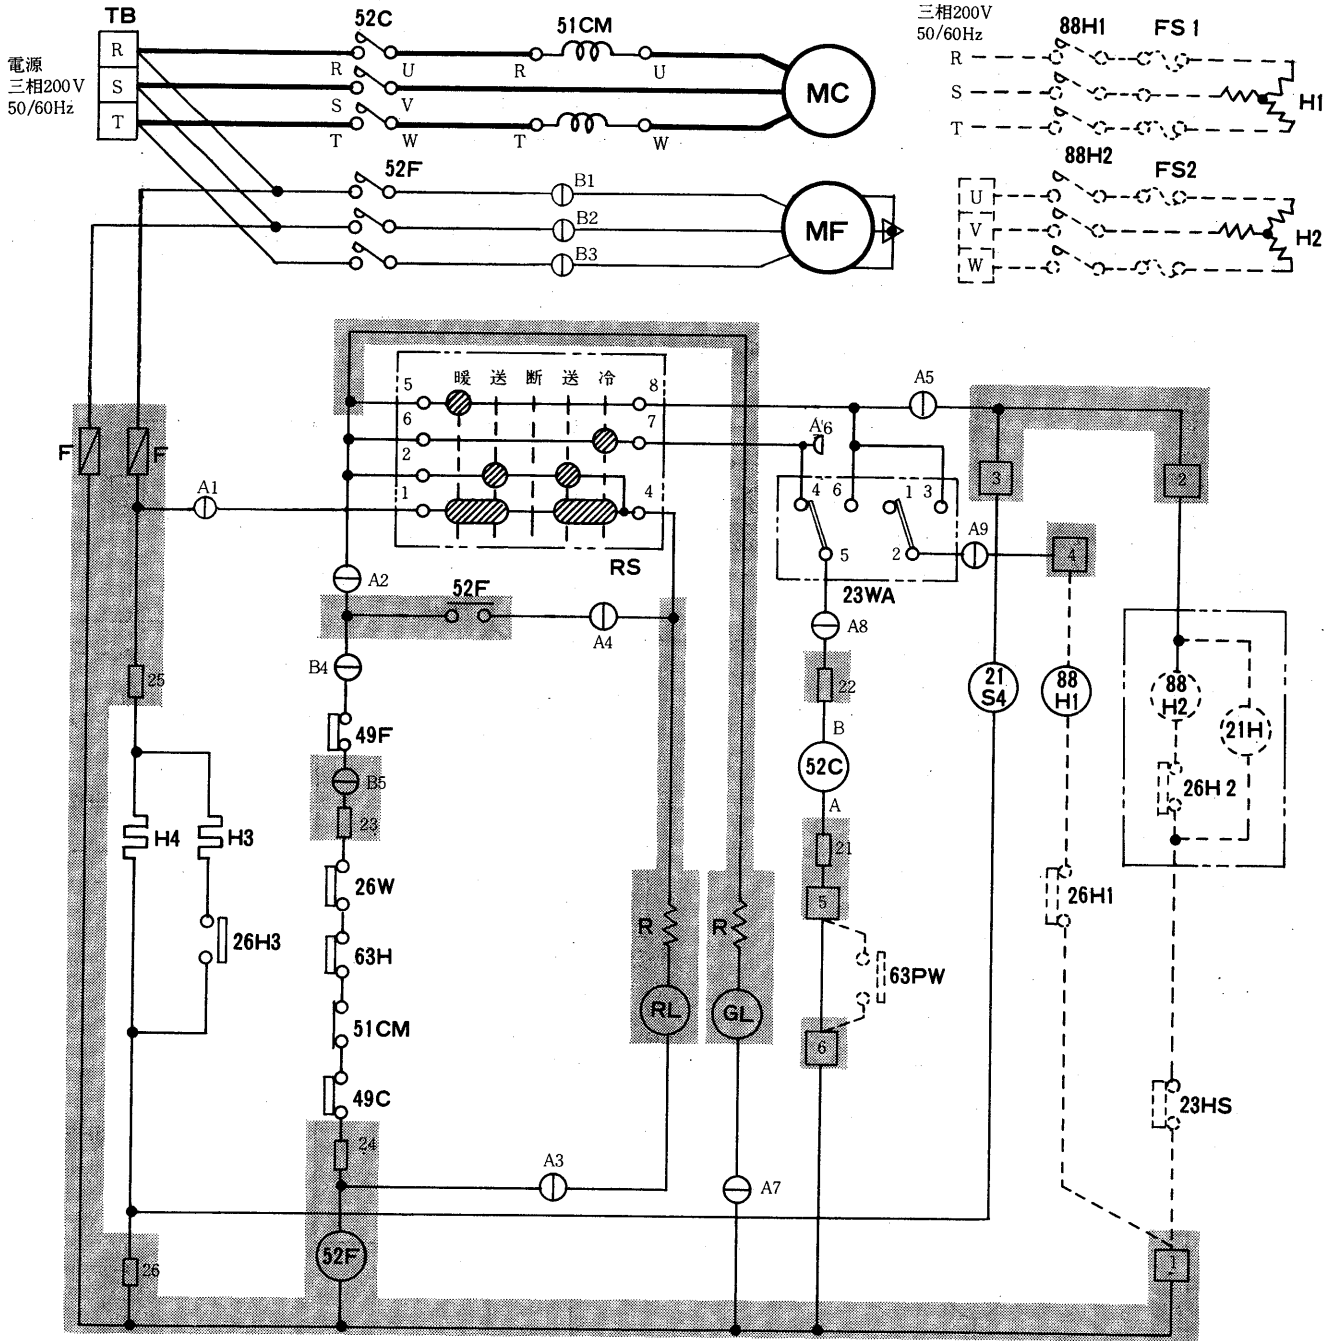 TB
52C
51CM
三相200V
50/60Hz
88H1
FS1
電源
三相200V
50/60Hz
R
R
U
R
U
R
S
S
V
MC
S
H1
T
T
W
T
W
T
52F
B1
88H2
FS2
B2
MF
U
V
H2
B3
W
暖 送 断 送 冷
5
8
A5
6
7
A'6
F
F
2
A1
1
4
4
6
1
3
3
2
RS
A9
4
A2
52F
5
2
23WA
A4
A8
B4
25
22
21
S4
88
H1
88
H2
21H
49F
B
B5
52C
26H2
23
A
H4
H3
21
26W
5
26H1
R
R
26H3
63H
63PW
RL
GL
51CM
6
49C
23HS
24
A3
A7
52F
26
1